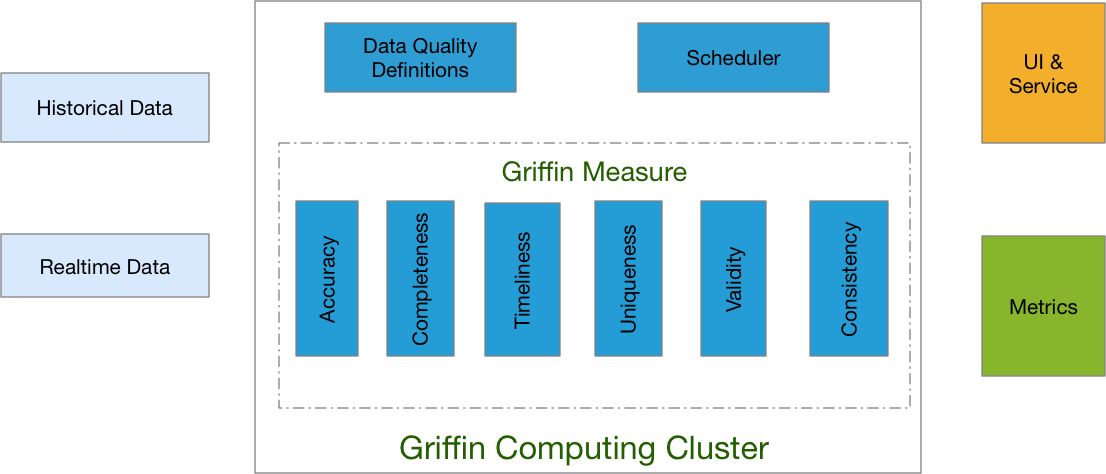 Historical Data
Realtime Data
Data Quality
Definitions
Scheduler
Griffin Measure
Accuracy
Completeness
Timeliness
Uniqueness
Validity
Consistency
Griffin Computing Cluster
UI &
Service
Metrics